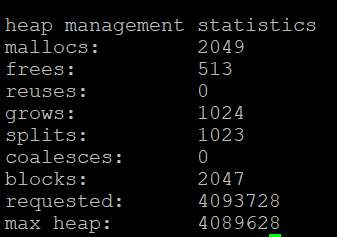 heap management statistics
mallocs: 2049
frees: 513
reuses: 0
grows: 1024
splits: 1023
coalesces: 0
blocks: 2047
requested: 4093728
max heap: 4089628